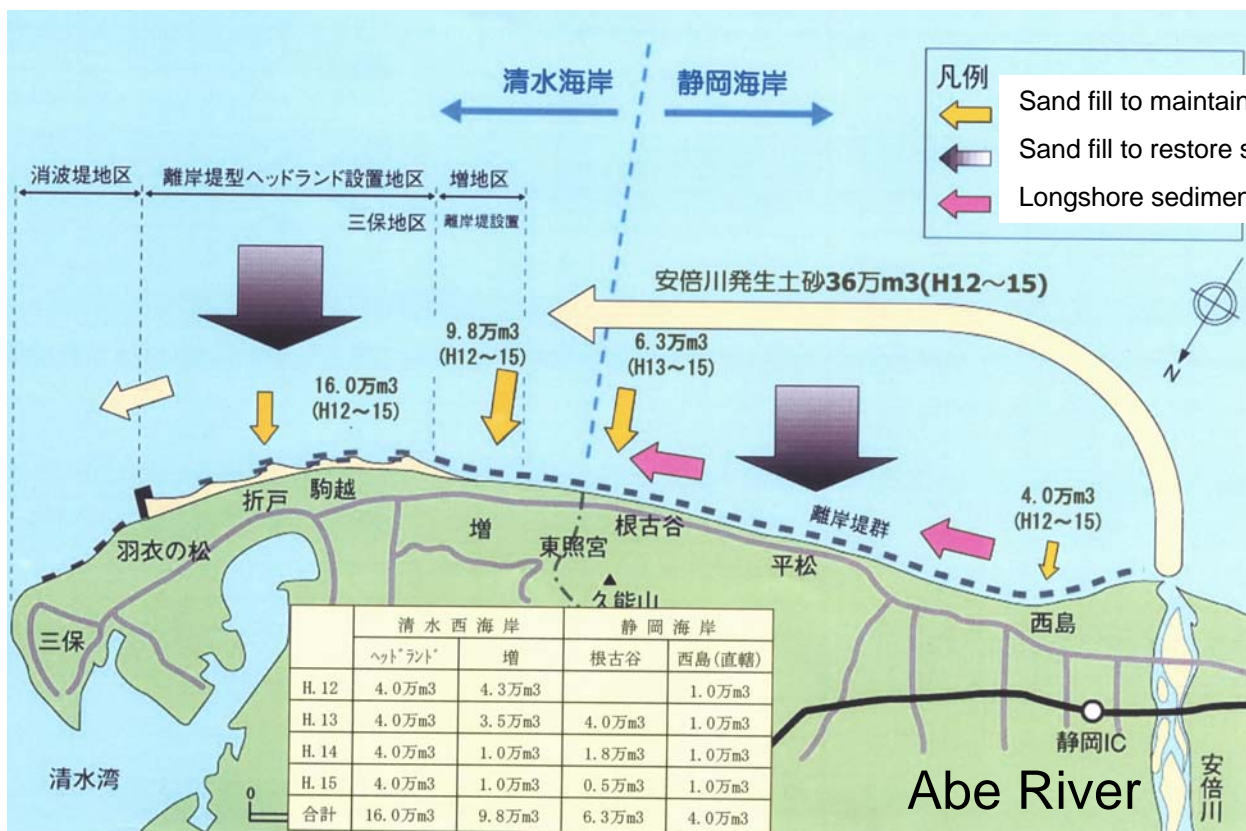 清水海岸
静岡海岸
凡例
Sand fill to maintain
Sand fill to restore s
Longshore sedimen
消波堤地区
離岸堤型ヘッドランド設置地区
増地区
三保地区
離岸堤設置
安倍川発生土砂36万m3(H12～15)
9.8万m3
(H12～15)
6.3万m3
(H13～15)
16.0万m3
(H12～15)
N
4.0万m3
(H12～15)
離岸堤群
折戸
駒越
羽衣の松
増
東照宮
根古谷
平松
久能山
西島
三保
清水湾
0
清水西海岸 静岡海岸
ヘッドランド 増 根古谷 西島(直轄)
H.12 4.0万m3 4.3万m3 1.0万m3
H.13 4.0万m3 3.5万m3 4.0万m3 1.0万m3
H.14 4.0万m3 1.0万m3 1.8万m3 1.0万m3
H.15 4.0万m3 1.0万m3 0.5万m3 1.0万m3
合計 16.0万m3 9.8万m3 6.3万m3 4.0万m3
静岡IC
Abe River
安倍川